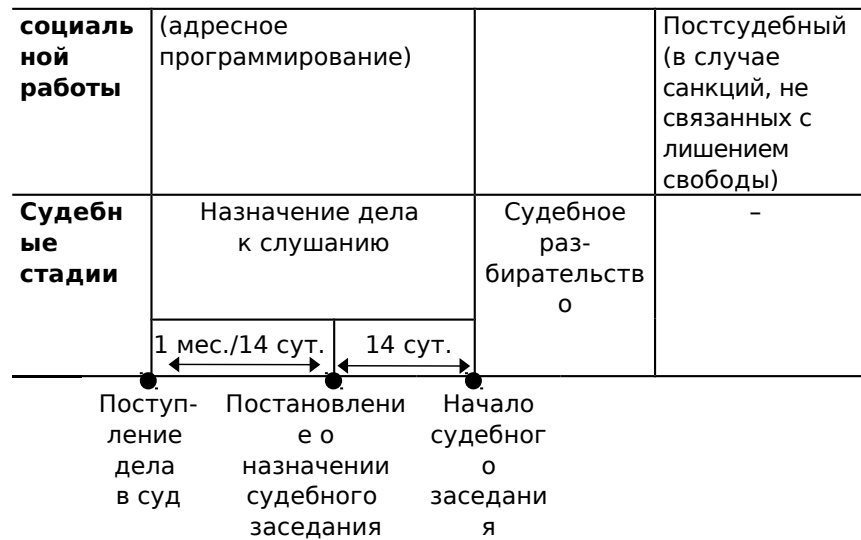 социаль
ной
работы
(адресное
программирование)
Постсудебный
(в случае
санкций, не
связанных с
лишением
свободы)
Судебн
ые
стадии
Назначение дела
к слушанию
Судебное
раз-
бирательств
о
–
1 мес./14 сут.
14 сут.
Поступ-
ление
дела
в суд
Постановлени
е о
назначении
судебного
заседания
Начало
судебног
о
заседани
я